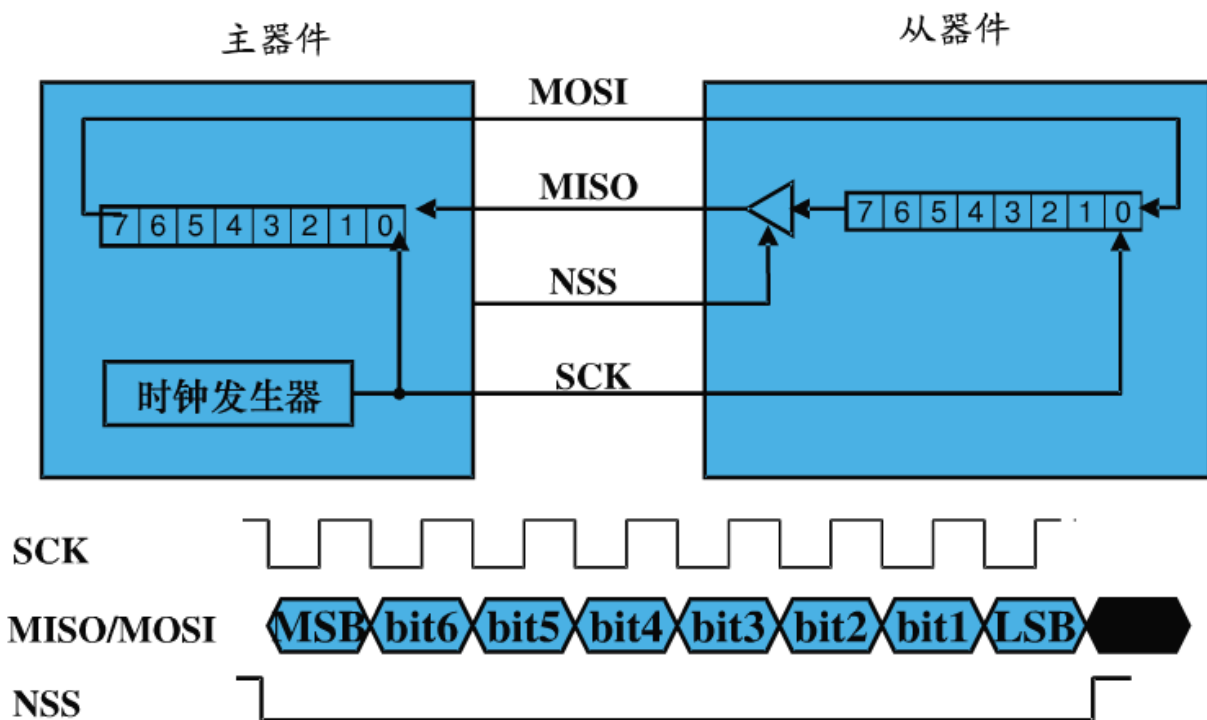 主器件
从器件
MOSI
MISO
7 6 5 4 3 2 1 0
7 6 5 4 3 2 1 0
NSS
时钟发生器
SCK
SCK
MISO/MOSI MSB bit6 bit5 bit4 bit3 bit2 bit1 LSB
NSS